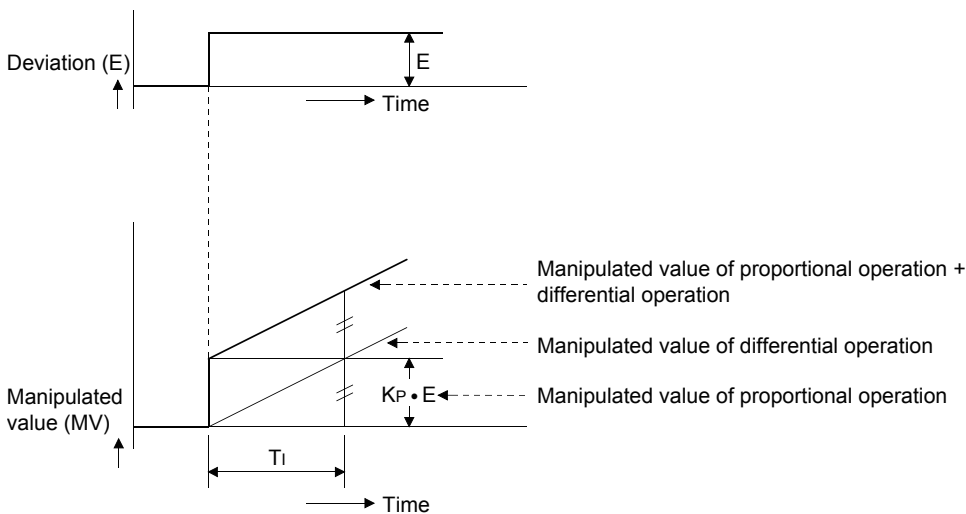 Deviation (E)
E
Time
Manipulated value of proportional operation +
differential operation
Manipulated value of differential operation
Manipulated
value (MV)
KP • E
Manipulated value of proportional operation
TI
Time